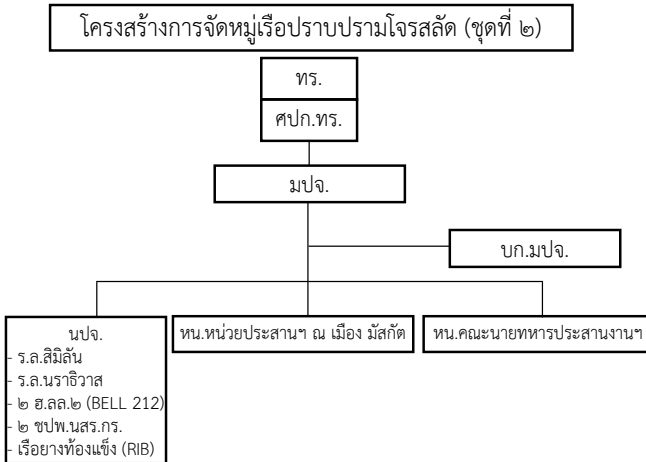 โครงสร้างการจัดหมู่เรือปราบปรามโจรสลัด (ชุดที่ ๒)
ทร.
ศปก.ทร.
มปจ.
บก.มปจ.
นปจ.
- ร.ล.สิมิลัน
- ร.ล.นราธิวาส
- ๒ ฮ.ลล.๒ (BELL 212)
- ๒ ชปพ.นสร.กร.
- เรือยางท้องแข็ง (RIB)
หน.หน่วยประสานฯ ณ เมือง มัสกัต
หน.คณะนายทหารประสานงานฯ